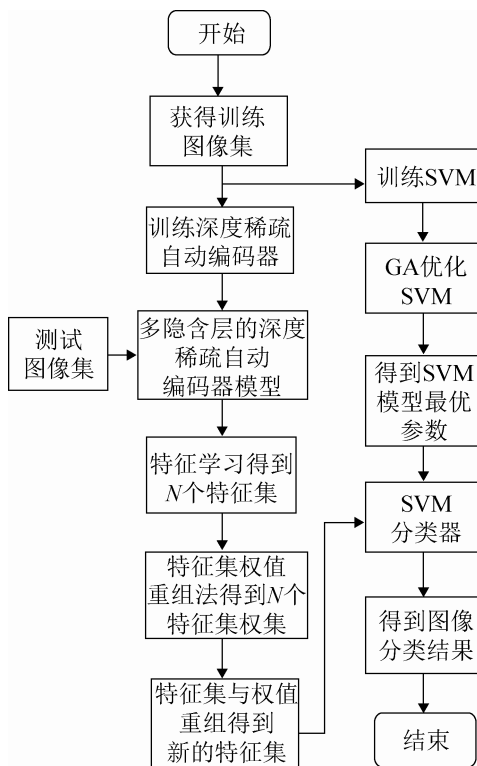 开始
获得训练
图像集
训练深度稀疏
自动编码器
测试
图像集
多隐含层的深度
稀疏自动
编码器模型
特征学习得到
N个特征集
特征集权值
重组法得到N个
特征集权集
特征集与权值
重组得到
新的特征集
训练SVM
GA优化
SVM
得到SVM
模型最优
参数
SVM
分类器
得到图像
分类结果
结束